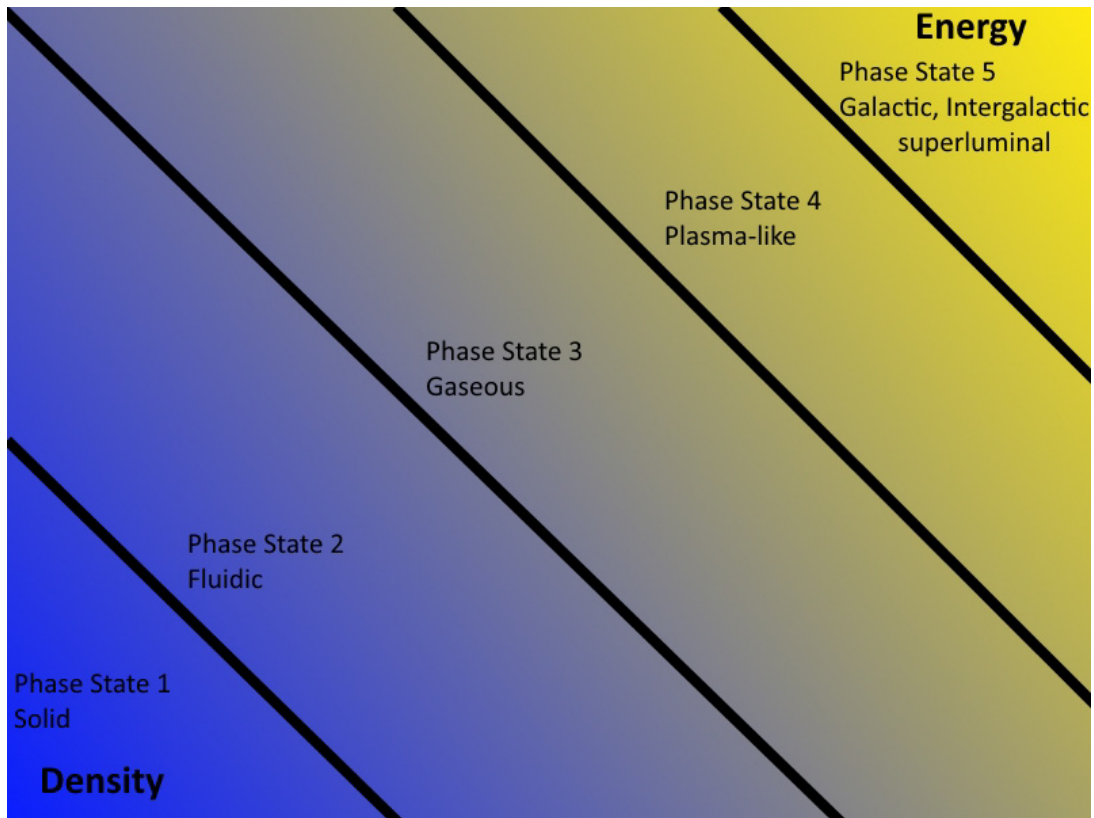 Energy
Phase State 5
Galactic, Intergalactic
superluminal
Phase State 4
Plasma-like
Phase State 3
Gaseous
Phase State 2
Fluidic
Phase State 1
Solid
Density